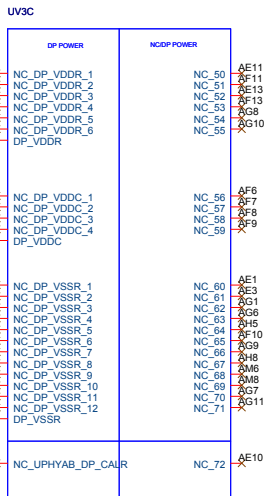 UV3C
DP POWER NC/DP POWER
NC_DP_VDDR_1 NC_50 AE11
NC_DP_VDDR_2 NC_51 AF11
NC_DP_VDDR_3 NC_52 AE13
NC_DP_VDDR_4 NC_53 AF13
NC_DP_VDDR_5 NC_54 AG8
NC_DP_VDDR_6 NC_55 AG10
DP_VDDR
NC_DP_VDDC_1 NC_56 AF6
NC_DP_VDDC_2 NC_57 AF7
NC_DP_VDDC_3 NC_58 AF8
NC_DP_VDDC_4 NC_59 AF9
DP_VDDC
NC_DP_VSSR_1 NC_60 AE1
NC_DP_VSSR_2 NC_61 AE3
NC_DP_VSSR_3 NC_62 AG1
NC_DP_VSSR_4 NC_63 AG6
NC_DP_VSSR_5 NC_64 AH5
NC_DP_VSSR_6 NC_65 AF10
NC_DP_VSSR_7 NC_66 AG9
NC_DP_VSSR_8 NC_67 AH8
NC_DP_VSSR_9 NC_68 AM6
NC_DP_VSSR_10 NC_69 AM8
NC_DP_VSSR_11 NC_70 AG7
NC_DP_VSSR_12 NC_71 AG11
DP_VSSR
NC_UPHYAB_DP_CALR NC_72 AE10